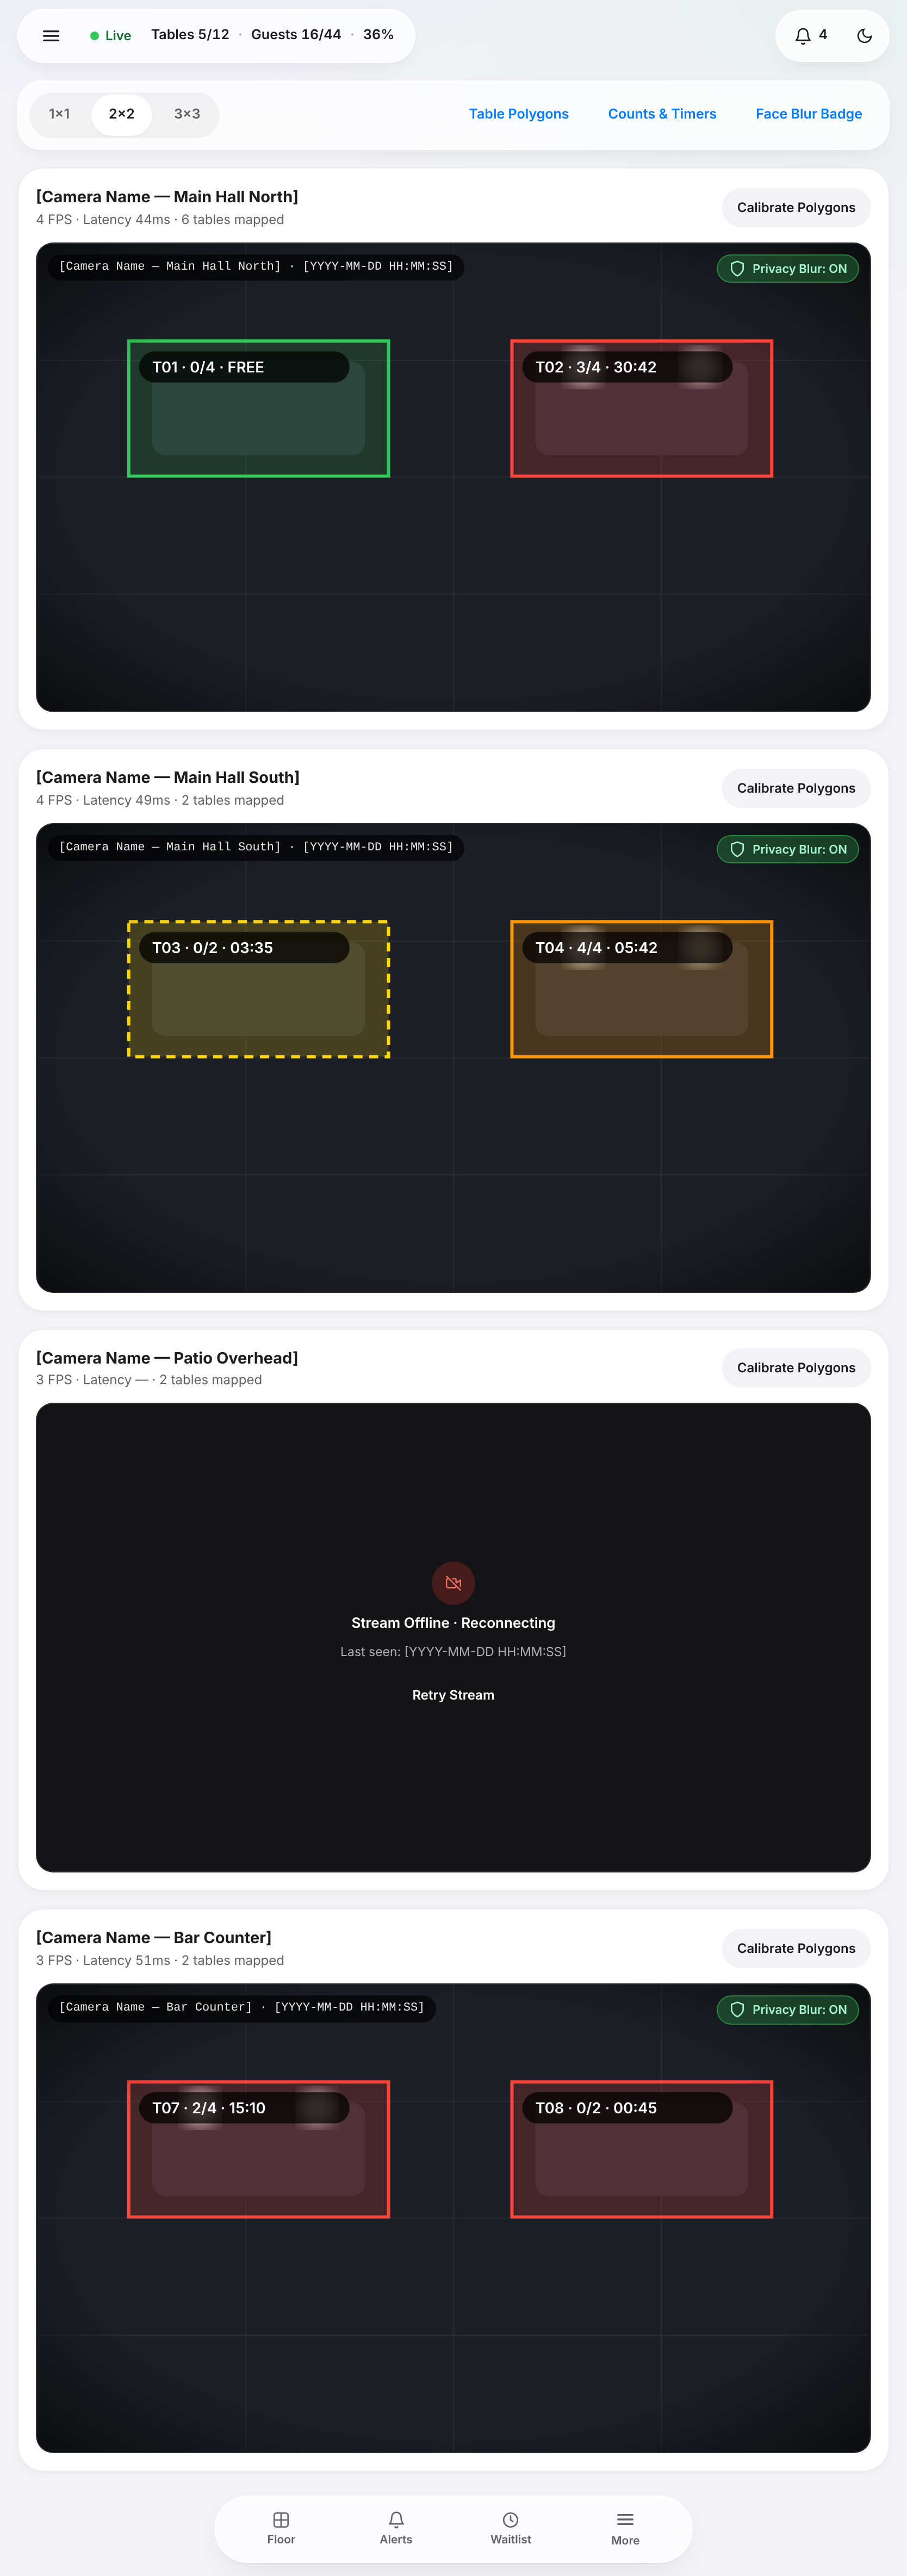 Live Tables 5/12 · Guests 16/44 · 36% 4
1×1 2×2 3×3 Table Polygons Counts & Timers Face Blur Badge
[Camera Name — Main Hall North]
4 FPS · Latency 44ms · 6 tables mapped
Calibrate Polygons
[Camera Name — Main Hall North] · [YYYY-MM-DD HH:MM:SS] Privacy Blur: ON
T01 · 0/4 · FREE T02 · 3/4 · 30:42
[Camera Name — Main Hall South]
4 FPS · Latency 49ms · 2 tables mapped
Calibrate Polygons
[Camera Name — Main Hall South] · [YYYY-MM-DD HH:MM:SS] Privacy Blur: ON
T03 · 0/2 · 03:35 T04 · 4/4 · 05:42
[Camera Name — Patio Overhead]
3 FPS · Latency — · 2 tables mapped
Calibrate Polygons
Stream Offline · Reconnecting
Last seen: [YYYY-MM-DD HH:MM:SS]
Retry Stream
[Camera Name — Bar Counter]
3 FPS · Latency 51ms · 2 tables mapped
Calibrate Polygons
[Camera Name — Bar Counter] · [YYYY-MM-DD HH:MM:SS] Privacy Blur: ON
T07 · 2/4 · 15:10 T08 · 0/2 · 00:45
Floor Alerts Waitlist More